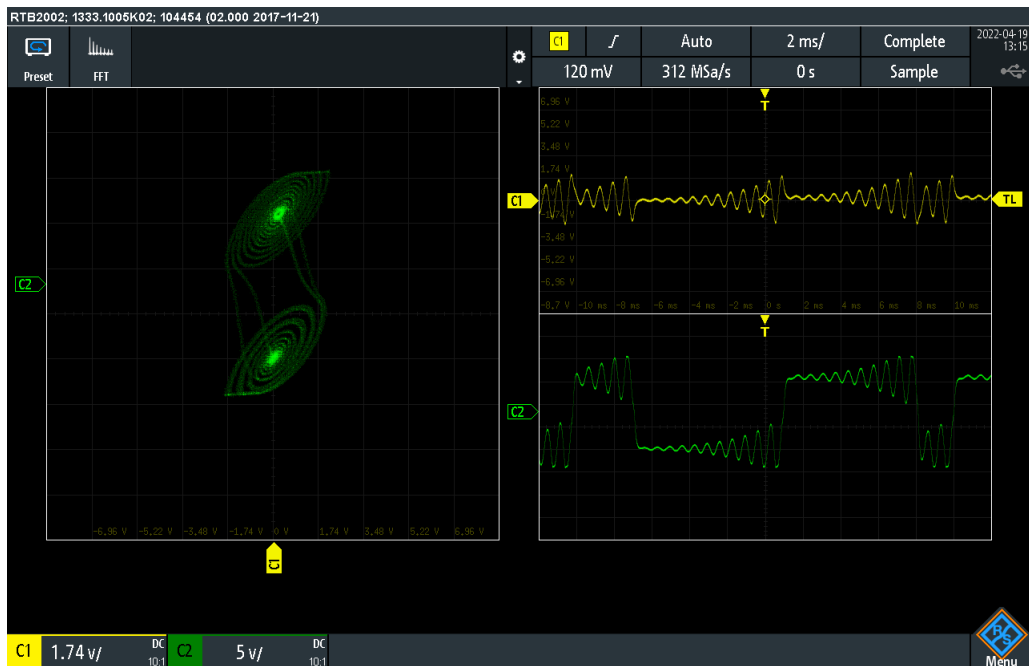 RTB2002; 1333.1005K02; 104454 (02.000 2017-11-21)
Preset
FFT
C1 Auto 2 ms/ Complete
120 mV 312 MSa/s 0 s Sample
2022-04-19
13:15
C2
-6.96 V -5.22 V -3.48 V -1.74 V 0 V 1.74 V 3.48 V 5.22 V 6.96 V
C1
T
6.96 V
5.22 V
3.48 V
1.74 V
C1
TL
-1.74 V
-3.48 V
-5.22 V
-6.96 V
-8.7 V -10 ms -8 ms -6 ms -4 ms -2 ms 0 s 2 ms 4 ms 6 ms 8 ms 10 ms
T
C2
C1 1.74 V/ DC 10:1 C2 5 V/ DC 10:1
R S
Menu